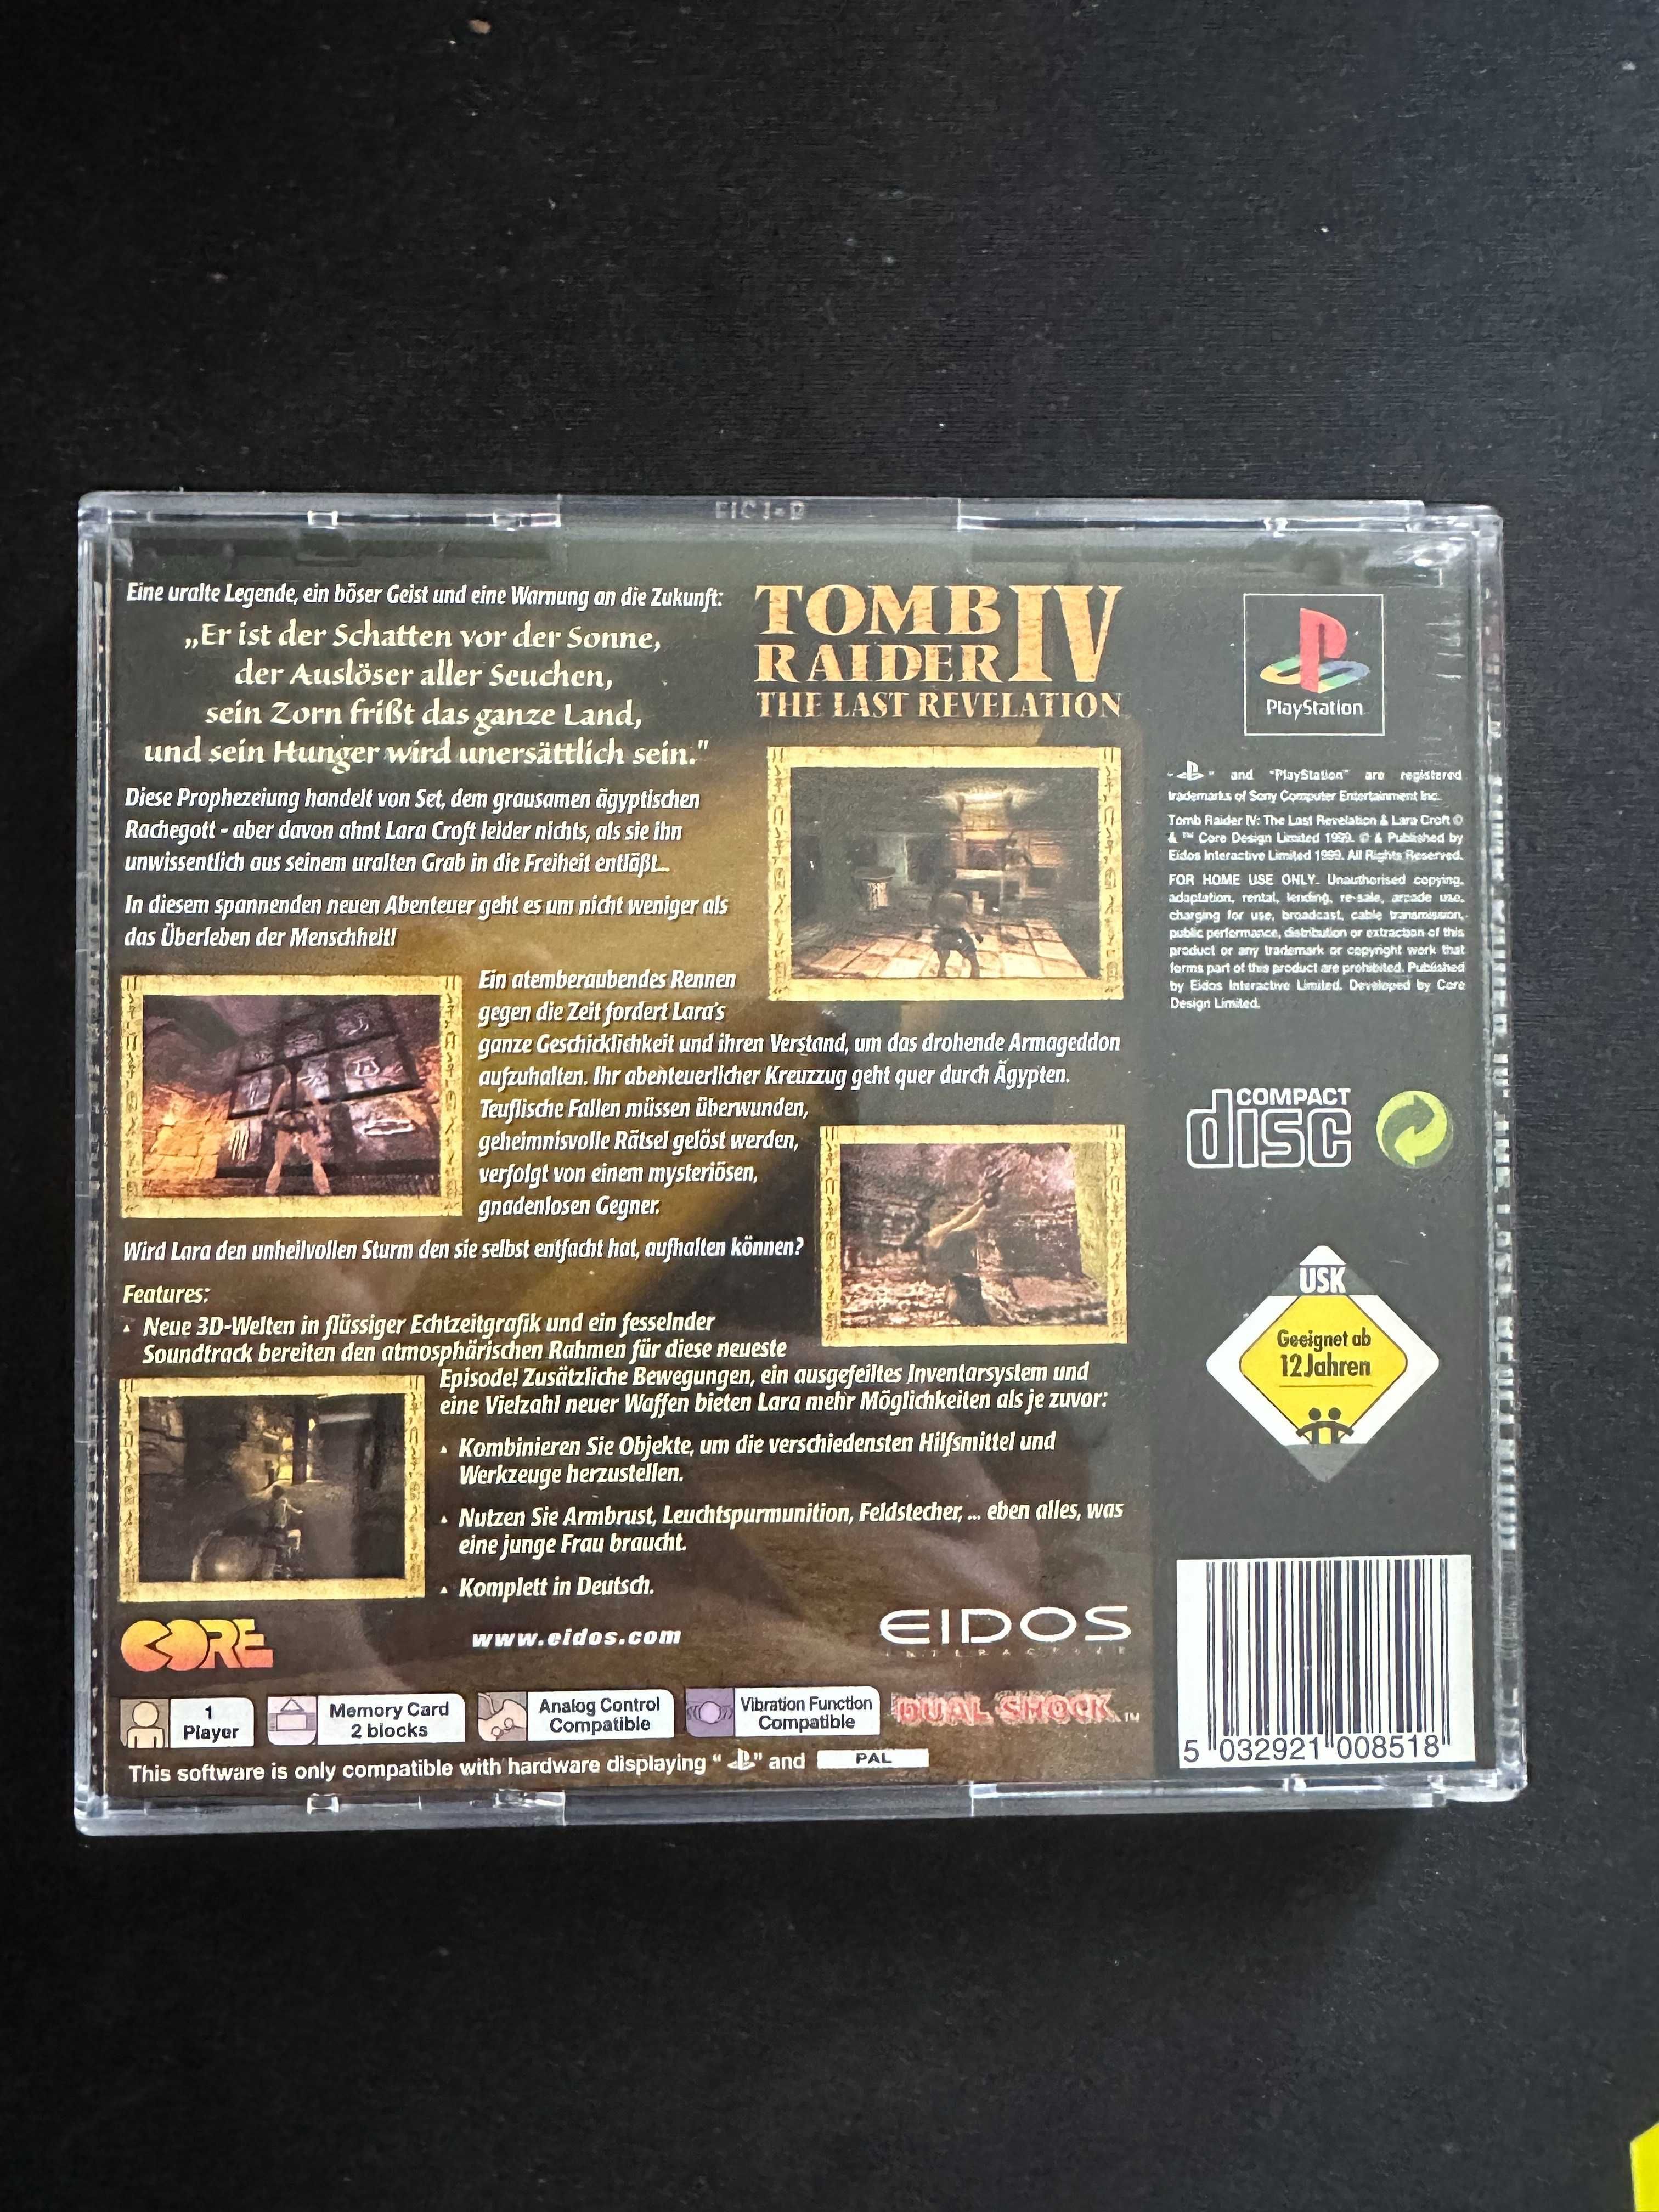 Eine uralte Legende, ein böser Geist und eine Warnung an die Zukunft:
„Er ist der Schatten vor der Sonne,
der Auslöser aller Seuchen,
sein Zorn frißt das ganze Land,
und sein Hunger wird unersättlich sein."
Diese Prophezeiung handelt von Set, dem grausamen ägyptischen
Rachegott - aber davon ahnt Lara Croft leider nichts, als sie ihn
unwissentlich aus seinem uralten Grab in die Freiheit entläßt...
In diesem spannenden neuen Abenteuer geht es um nicht weniger als
das Überleben der Menschheit!
Ein atemberaubendes Rennen
gegen die Zeit fordert Lara's
ganze Geschicklichkeit und ihren Verstand, um das drohende Armageddon
aufzuhalten. Ihr abenteuerlicher Kreuzzug geht quer durch Ägypten.
Teuflische Fallen müssen überwunden,
geheimnisvolle Rätsel gelöst werden,
verfolgt von einem mysteriösen,
gnadenlosen Gegner.
Wird Lara den unheilvollen Sturm den sie selbst entfacht hat, aufhalten können?
Features:
▴ Neue 3D-Welten in flüssiger Echtzeitgrafik und ein fesselnder
Soundtrack bereiten den atmosphärischen Rahmen für diese neueste
Episode! Zusätzliche Bewegungen, ein ausgefeiltes Inventarsystem und
eine Vielzahl neuer Waffen bieten Lara mehr Möglichkeiten als je zuvor:
▴ Kombinieren Sie Objekte, um die verschiedensten Hilfsmittel und
Werkzeuge herzustellen.
▴ Nutzen Sie Armbrust, Leuchtspurmunition, Feldstecher, ... eben alles, was
eine junge Frau braucht.
▴ Komplett in Deutsch.
CORE
www.eidos.com
EIDOS
INTERACTIVE
1
Player
Memory Card
2 blocks
Analog Control
Compatible
Vibration Function
Compatible
DUAL SHOCK™
This software is only compatible with hardware displaying " " and PAL
TOMB
RAIDER IV
THE LAST REVELATION
PlayStation
" " and "PlayStation" are registered
trademarks of Sony Computer Entertainment Inc.
Tomb Raider IV: The Last Revelation & Lara Croft ©
& ™ Core Design Limited 1999. © & Published by
Eidos Interactive Limited 1999. All Rights Reserved.
FOR HOME USE ONLY. Unauthorised copying,
adaptation, rental, lending, re-sale, arcade use,
charging for use, broadcast, cable transmission,
public performance, distribution or extraction of this
product or any trademark or copyright work that
forms part of this product are prohibited. Published
by Eidos Interactive Limited. Developed by Core
Design Limited.
COMPACT
disc
USK
Geeignet ab
12 Jahren
5 032921 008518